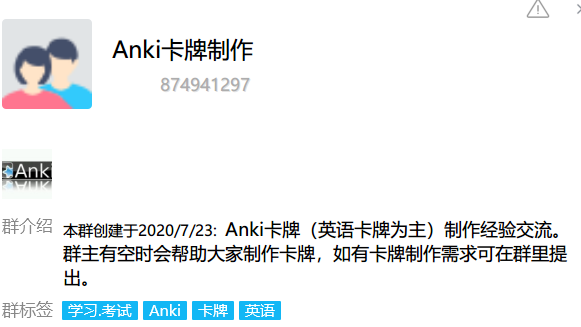 Anki卡牌制作
874941297
Anki
群介绍 本群创建于2020/7/23: Anki卡牌（英语卡牌为主）制作经验交流。
群主有空时会帮助大家制作卡牌，如有卡牌制作需求可在群里提
出。
群标签 学习.考试 Anki 卡牌 英语